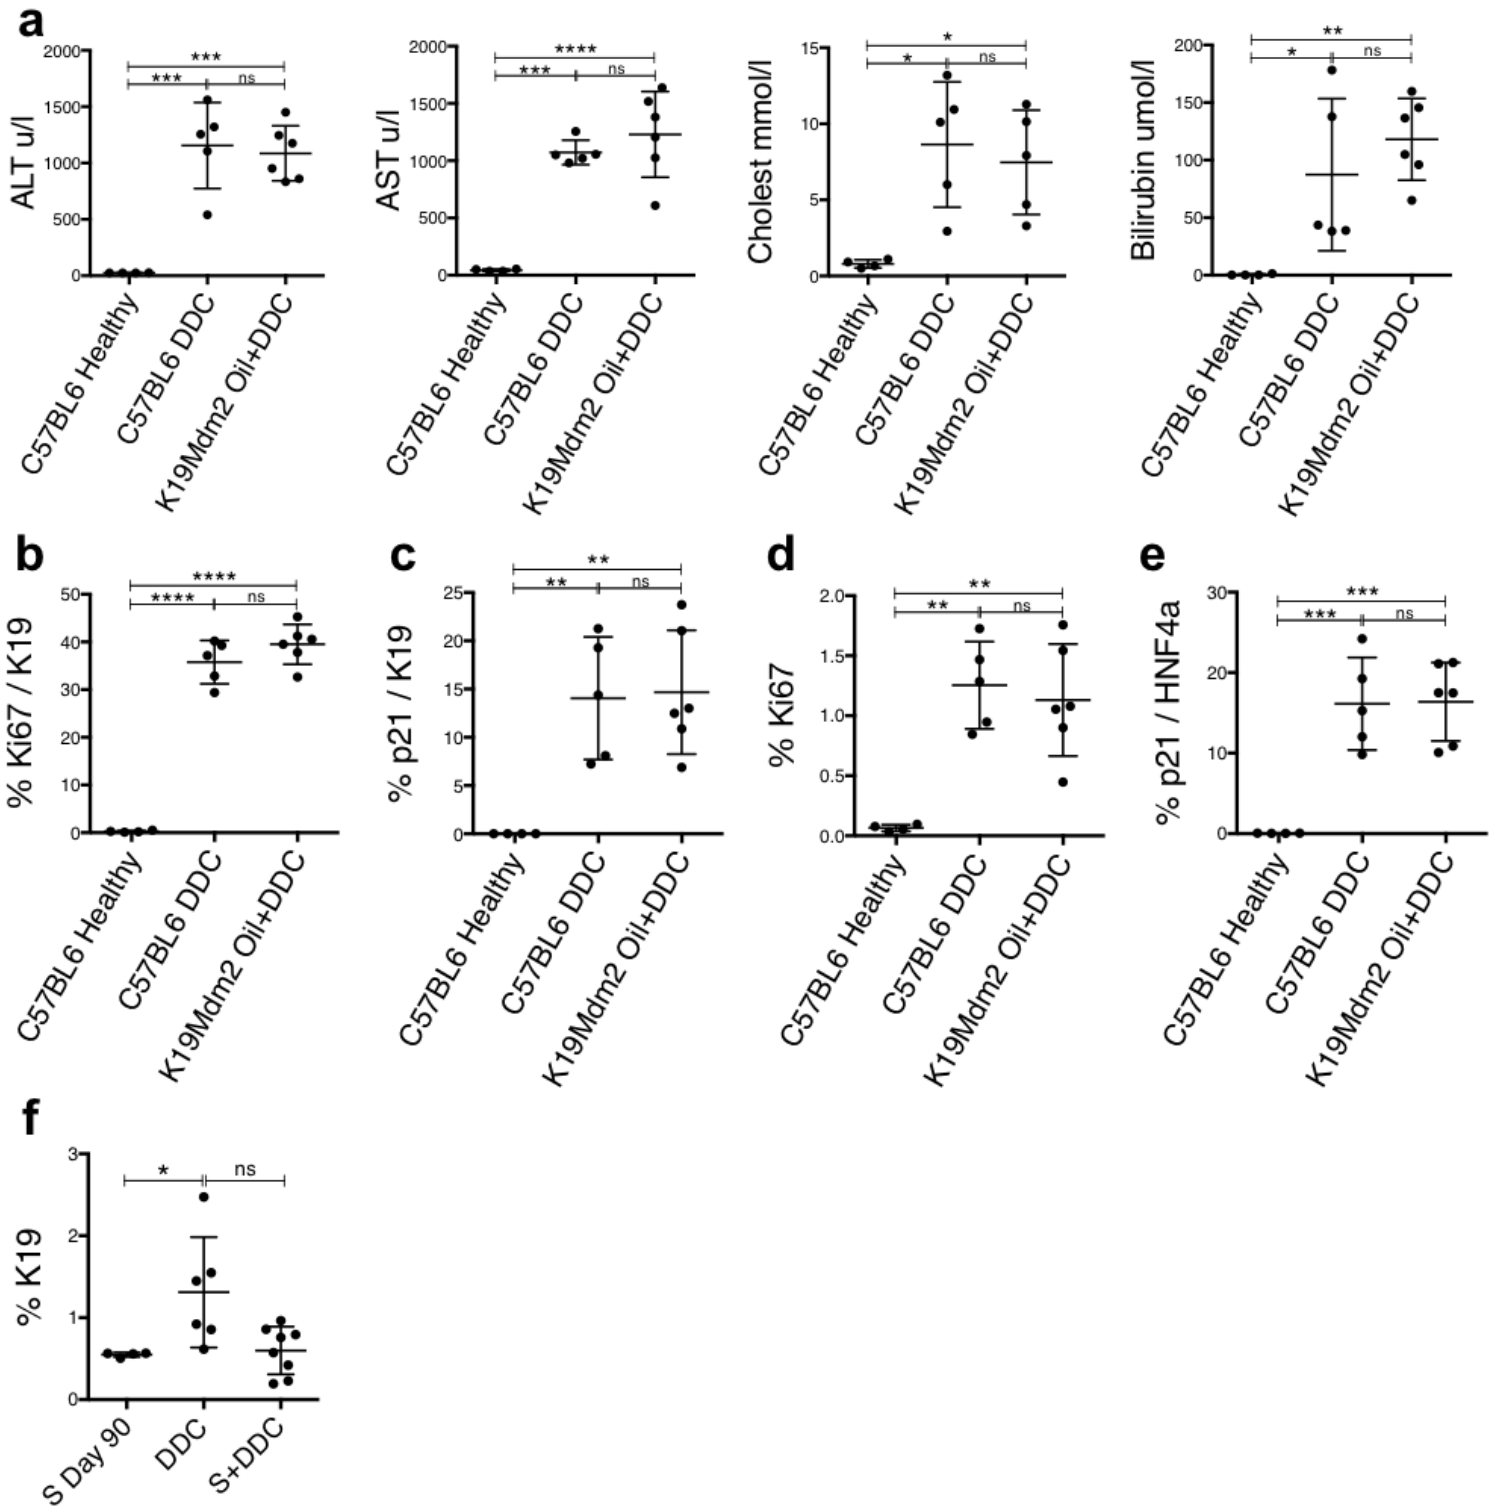 a
ALT u/l
2000
1500
1000
500
0
***
***
ns
C57BL6 Healthy
C57BL6 DDC
K19Mdm2 Oil+DDC
AST u/l
2000
1500
1000
500
0
****
***
ns
C57BL6 Healthy
C57BL6 DDC
K19Mdm2 Oil+DDC
Cholest mmol/l
15
10
5
0
*
*
ns
C57BL6 Healthy
C57BL6 DDC
K19Mdm2 Oil+DDC
Bilirubin umol/l
200
150
100
50
0
**
*
ns
C57BL6 Healthy
C57BL6 DDC
K19Mdm2 Oil+DDC
b
% Ki67 / K19
50
40
30
20
10
0
****
****
ns
C57BL6 Healthy
C57BL6 DDC
K19Mdm2 Oil+DDC
c
% p21 / K19
25
20
15
10
5
0
**
**
ns
C57BL6 Healthy
C57BL6 DDC
K19Mdm2 Oil+DDC
d
% Ki67
2.0
1.5
1.0
0.5
0.0
**
**
ns
C57BL6 Healthy
C57BL6 DDC
K19Mdm2 Oil+DDC
e
% p21 / HNF4a
30
20
10
0
***
***
ns
C57BL6 Healthy
C57BL6 DDC
K19Mdm2 Oil+DDC
f
% K19
3
2
1
0
*
ns
S Day 90
DDC
S+DDC